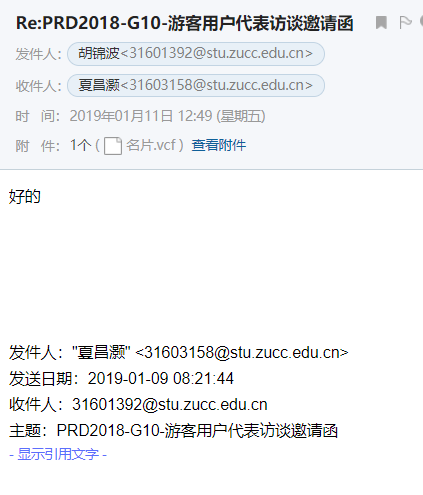 Re:PRD2018-G10-游客用户代表访谈邀请函
发件人： 胡锦波<31601392@stu.zucc.edu.cn>
收件人： 夏昌灏<31603158@stu.zucc.edu.cn>
时 间： 2019年01月11日 12:49 (星期五)
附 件： 1个 ( 名片.vcf ) 查看附件
好的
发件人："夏昌灏" <31603158@stu.zucc.edu.cn>
发送日期：2019-01-09 08:21:44
收件人：31601392@stu.zucc.edu.cn
主题：PRD2018-G10-游客用户代表访谈邀请函
- 显示引用文字 -